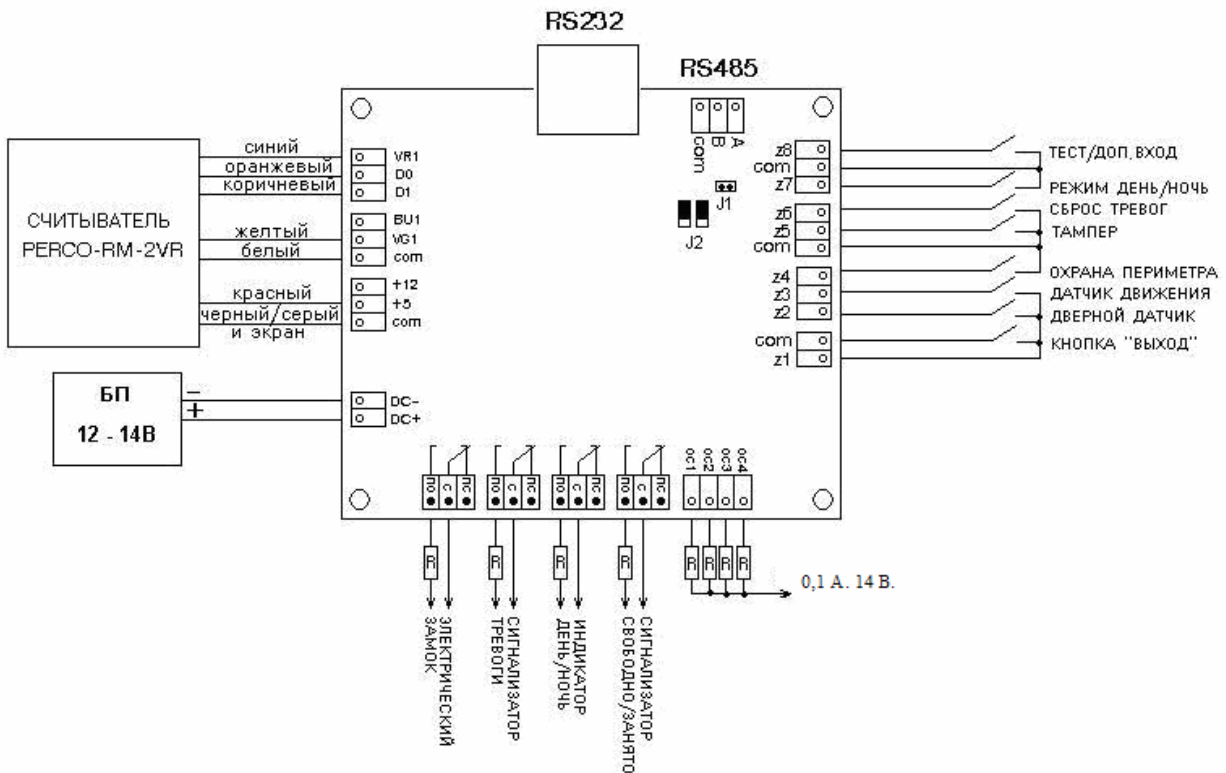 RS232
RS485
A
B
com
J1
J2
СЧИТЫВАТЕЛЬ
PERCO-RM-2VR
синий
оранжевый
коричневый
желтый
белый
красный
черный/серый
и экран
VR1
D0
D1
BU1
VG1
com
+12
+5
com
БП
12 - 14В
−
+
DC-
DC+
z8
com
z7
z6
z5
com
z4
z3
z2
com
z1
ТЕСТ/ДОП. ВХОД
РЕЖИМ ДЕНЬ/НОЧЬ
СБРОС ТРЕВОГ
ТАМПЕР
ОХРАНА ПЕРИМЕТРА
ДАТЧИК ДВИЖЕНИЯ
ДВЕРНОЙ ДАТЧИК
КНОПКА "ВЫХОД"
no c nc
no c nc
no c nc
no c nc
oc1 oc2 oc3 oc4
R R R R R R R R
0,1 А. 14 В.
ЭЛЕКТРИЧЕСКИЙ
ЗАМОК
СИГНАЛИЗАТОР
ТРЕВОГИ
ИНДИКАТОР
ДЕНЬ/НОЧЬ
СИГНАЛИЗАТОР
СВОБОДНО/ЗАНЯТО